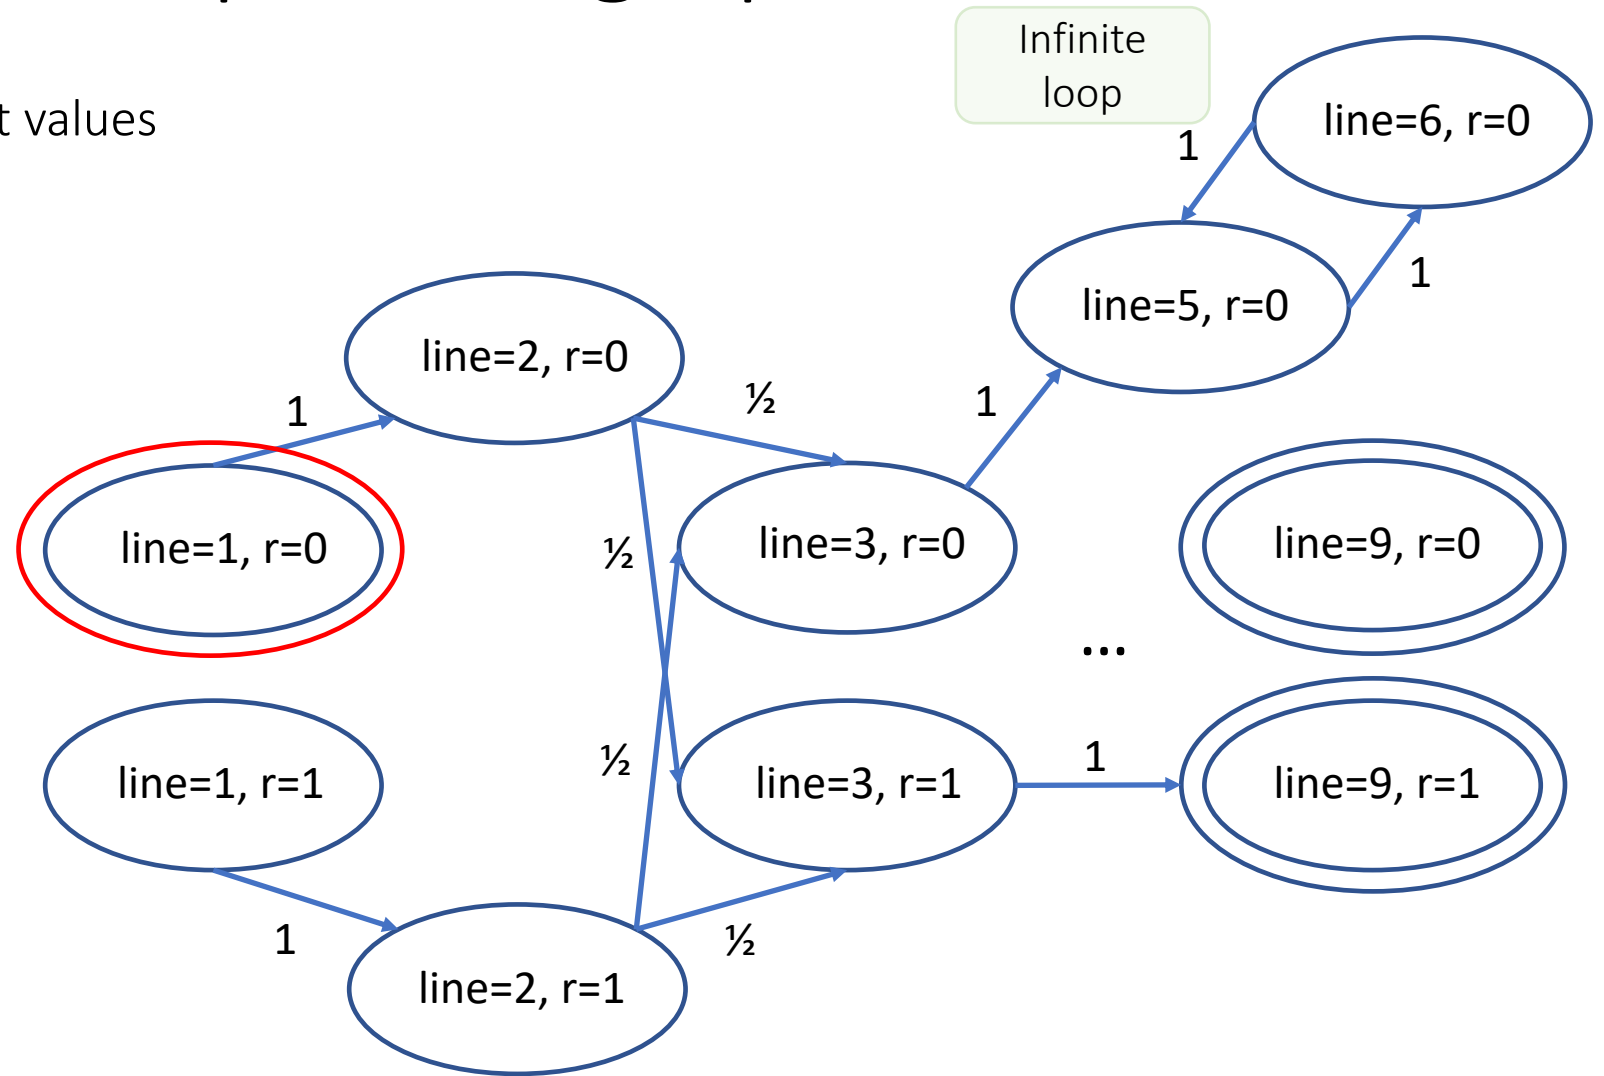 t values
Infinite
loop
line=6, r=0
1
line=5, r=0
1
line=2, r=0
1
½
1
line=1, r=0
½
line=3, r=0
line=9, r=0
...
½
line=1, r=1
line=3, r=1
1
line=9, r=1
1
½
line=2, r=1